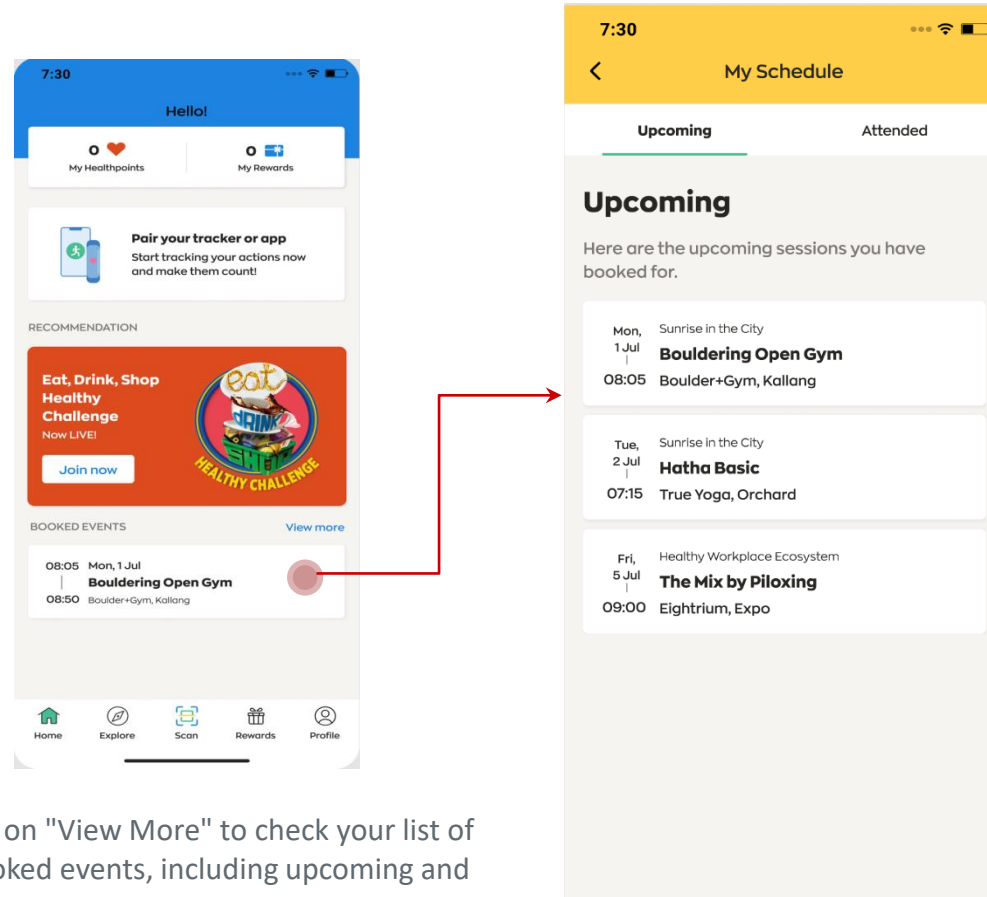 7:30
Hello!
0
0
My Healthpoints
My Rewards
Pair your tracker or app
Start tracking your actions now
and make them count!
RECOMMENDATION
Eat, Drink, Shop
Healthy
Challenge
Now LIVE!
Join now
eat
DRINK
SHOP
HEALTHY CHALLENGE
BOOKED EVENTS
View more
08:05 Mon, 1 Jul
Bouldering Open Gym
08:50 Boulder+Gym, Kallang
Home
Explore
Scan
Rewards
Profile
on "View More" to check your list of
oked events, including upcoming and
7:30
My Schedule
Upcoming
Attended
Upcoming
Here are the upcoming sessions you have
booked for.
Mon, Sunrise in the City
1 Jul
Bouldering Open Gym
08:05 Boulder+Gym, Kallang
Tue, Sunrise in the City
2 Jul
Hatha Basic
07:15 True Yoga, Orchard
Fri, Healthy Workplace Ecosystem
5 Jul
The Mix by Piloxing
09:00 Eightrium, Expo